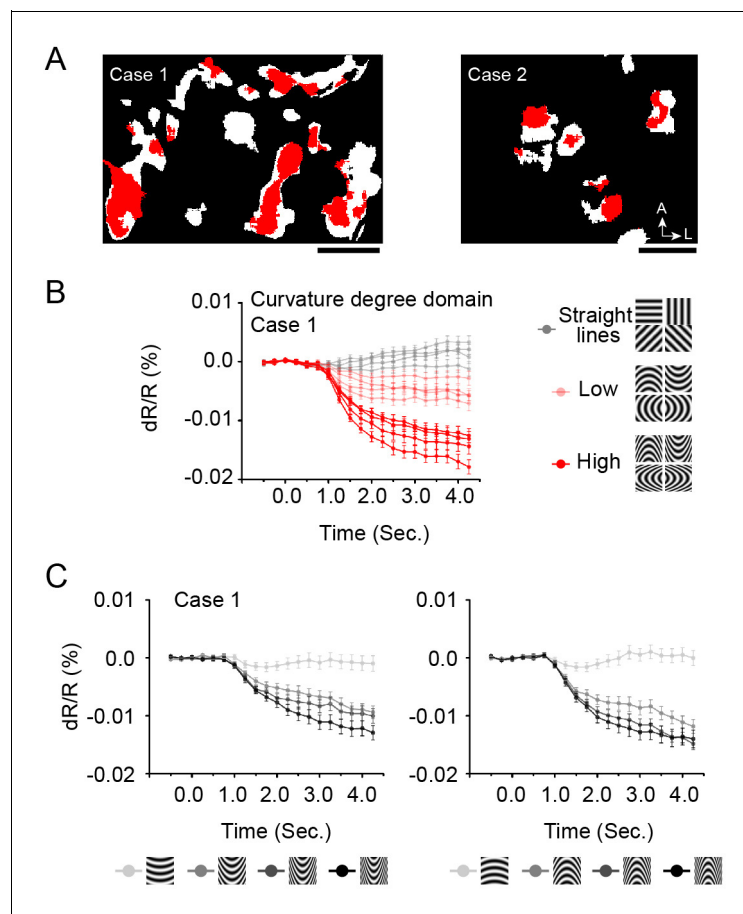 A
Case 1
Case 2
A
L
B
Curvature degree domain
Case 1
0.01
0.0
-0.01
-0.02
dR/R (%)
0.0 1.0 2.0 3.0 4.0
Time (Sec.)
Straight
lines
Low
High
C
Case 1
0.01
0.0
-0.01
-0.02
dR/R (%)
0.0 1.0 2.0 3.0 4.0
Time (Sec.)
0.01
0.0
-0.01
-0.02
dR/R (%)
0.0 1.0 2.0 3.0 4.0
Time (Sec.)